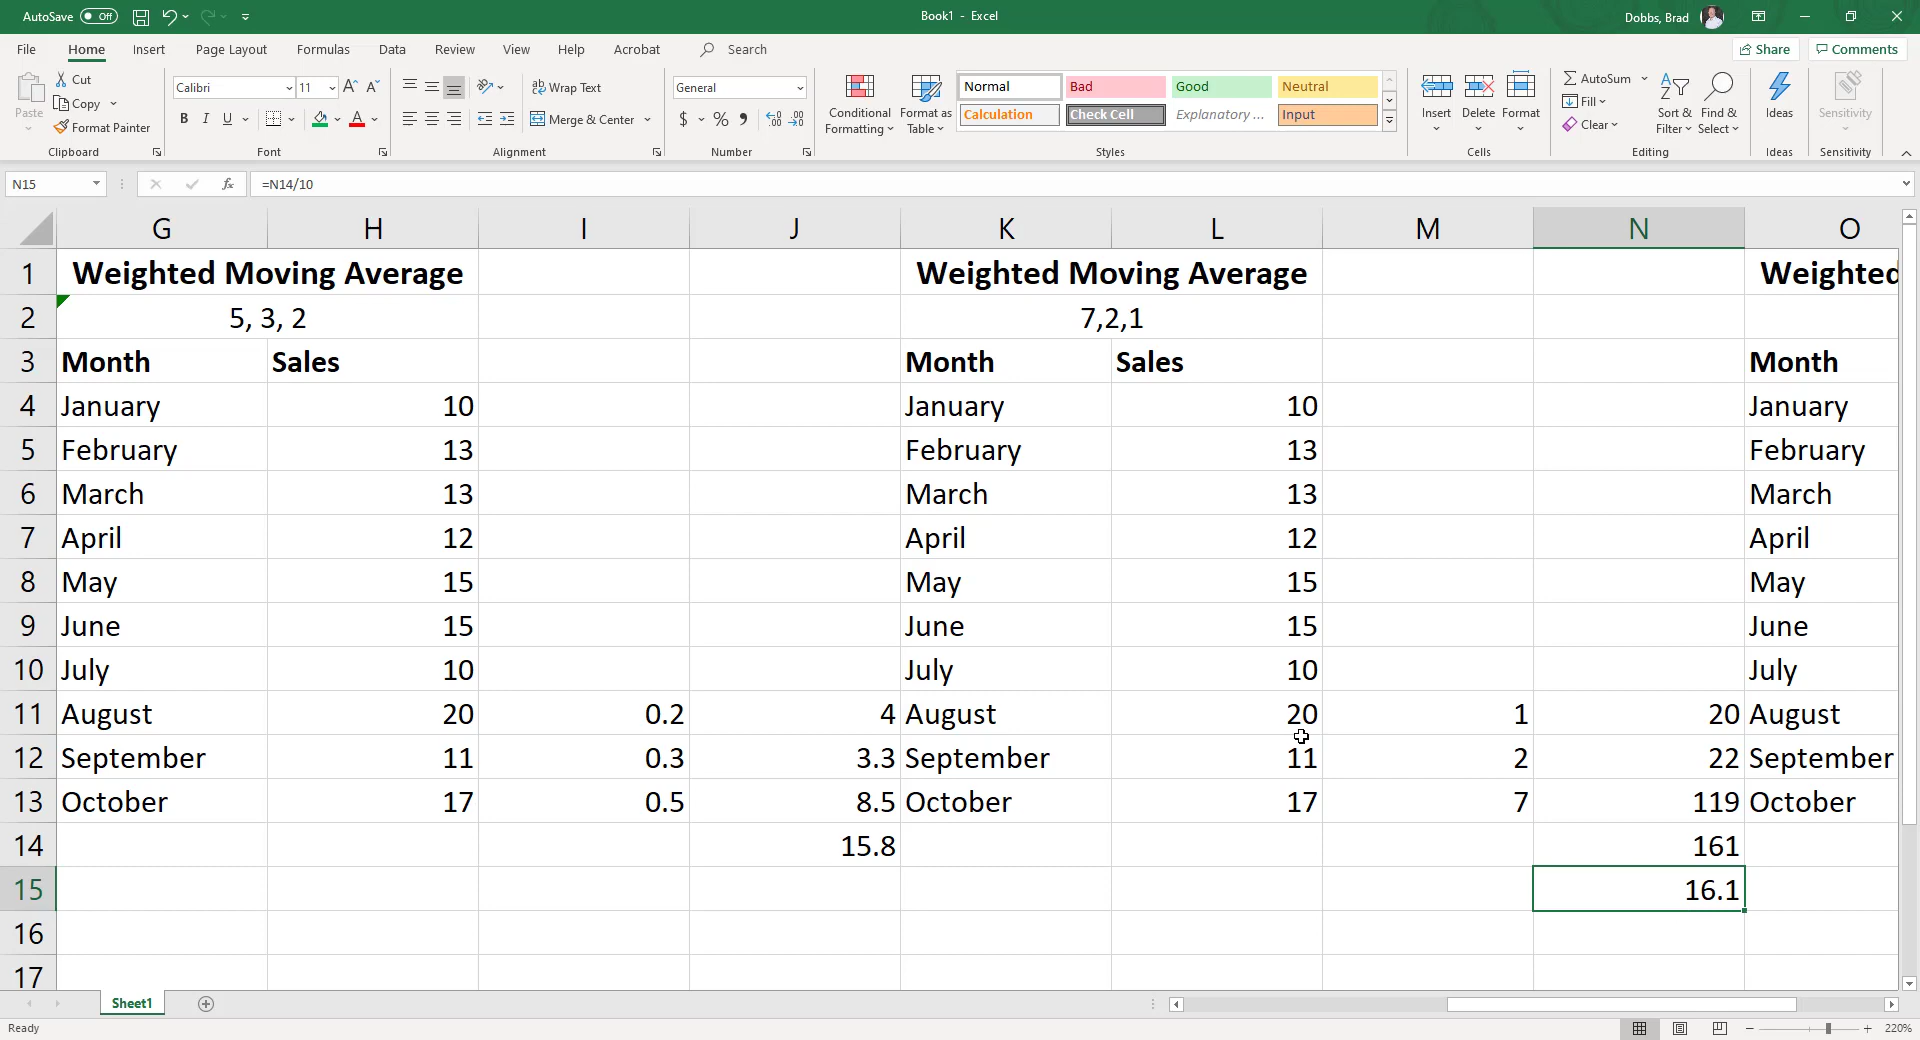 AutoSave Off Book1 - Excel Dobbs, Brad
File Home Insert Page Layout Formulas Data Review View Help Acrobat Search Share Comments
Paste
Cut
Copy
Format Painter
Clipboard
Calibri 11 A A
B I U A
Font
Wrap Text
Merge & Center
Alignment
General
$ % ,
Number
Conditional Formatting
Format as Table
Normal Bad Good Neutral
Calculation Check Cell Explanatory ... Input
Styles
Insert Delete Format
Cells
AutoSum
Fill
Clear
Sort & Filter
Find & Select
Editing
Ideas
Ideas
Sensitivity
Sensitivity
N15 fx =N14/10
G H I J K L M N O
1 Weighted Moving Average Weighted Moving Average Weighted
2 5, 3, 2 7,2,1
3 Month Sales Month Sales Month
4 January 10 January 10 January
5 February 13 February 13 February
6 March 13 March 13 March
7 April 12 April 12 April
8 May 15 May 15 May
9 June 15 June 15 June
10 July 10 July 10 July
11 August 20 0.2 4 August 20 1 20 August
12 September 11 0.3 3.3 September 11 2 22 September
13 October 17 0.5 8.5 October 17 7 119 October
14 15.8 161
15 16.1
16
17
Sheet1
Ready 220%